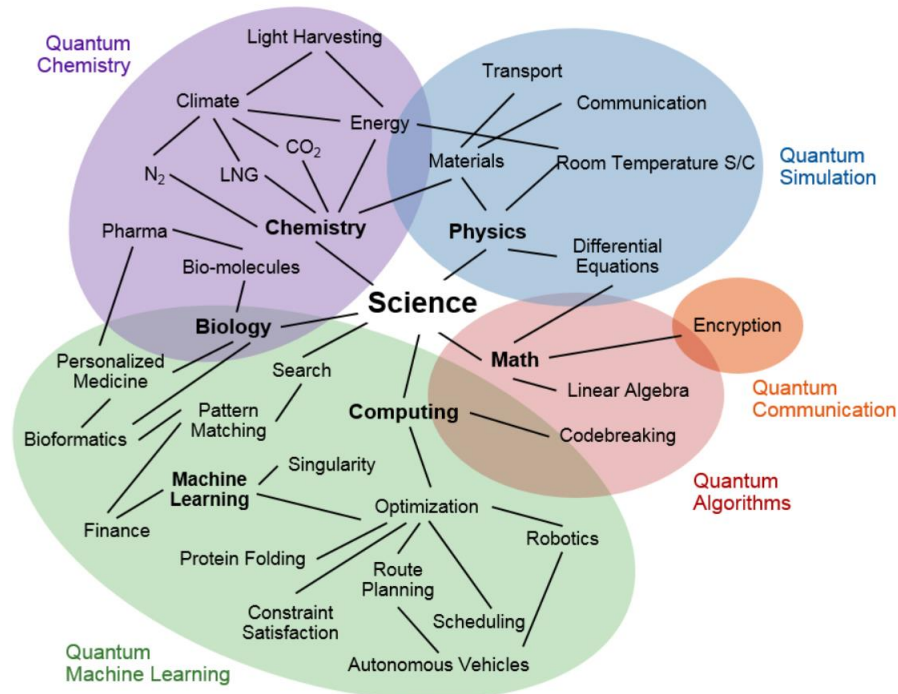 Quantum
Chemistry
Light Harvesting
Climate
Energy
CO2
N2
LNG
Chemistry
Pharma
Bio-molecules
Biology
Transport
Communication
Materials
Room Temperature S/C
Physics
Differential
Equations
Quantum
Simulation
Science
Encryption
Math
Linear Algebra
Codebreaking
Quantum
Communication
Quantum
Algorithms
Personalized
Medicine
Search
Computing
Pattern
Matching
Bioformatics
Singularity
Machine
Learning
Optimization
Finance
Robotics
Protein Folding
Route
Planning
Constraint
Satisfaction
Scheduling
Autonomous Vehicles
Quantum
Machine Learning